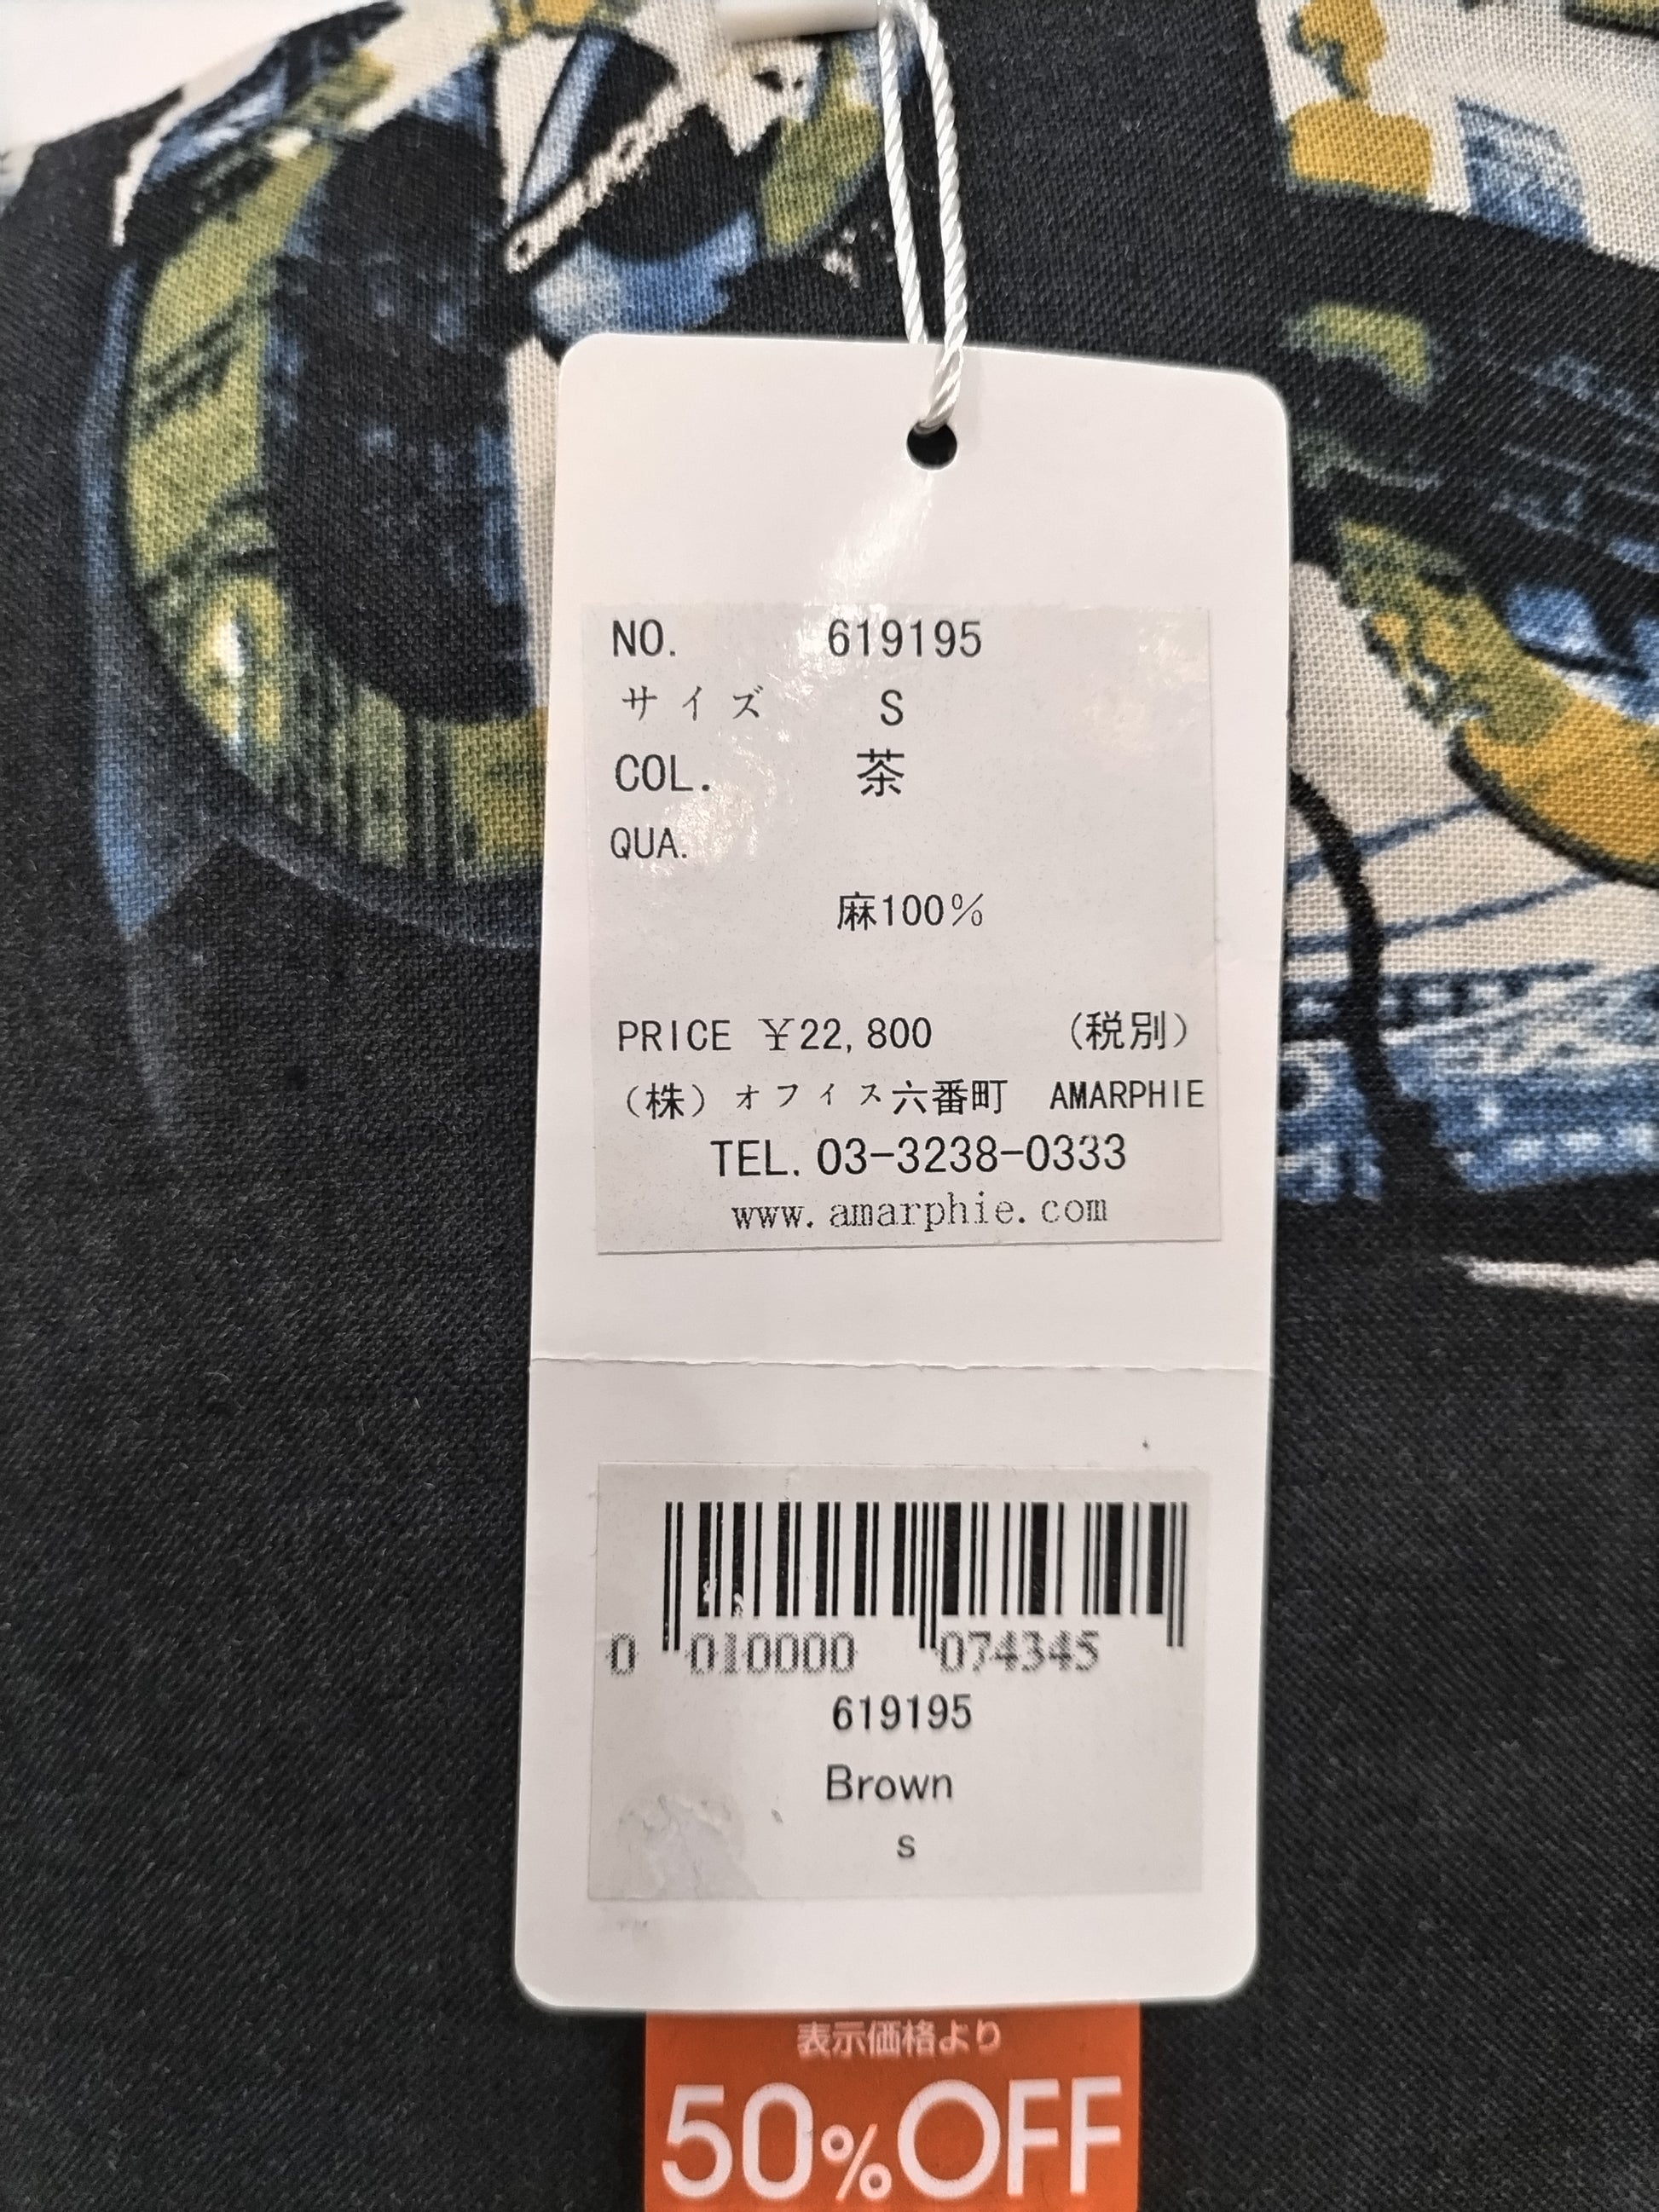 NO. 619195
サイズ S
COL. 茶
QUA.
麻100%
PRICE ¥22,800 (税別)
(株)オフィス六番町 AMARPHIE
TEL.03-3238-0333
www.amarphie.com
0 010000 074345
619195
Brown
s
表示価格より
50%OFF